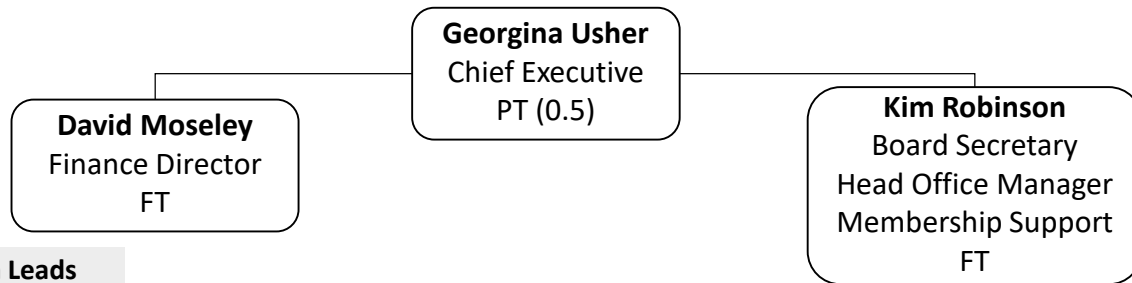 Georgina Usher
Chief Executive
PT (0.5)
David Moseley
Finance Director
FT
Kim Robinson
Board Secretary
Head Office Manager
Membership Support
FT
Leads